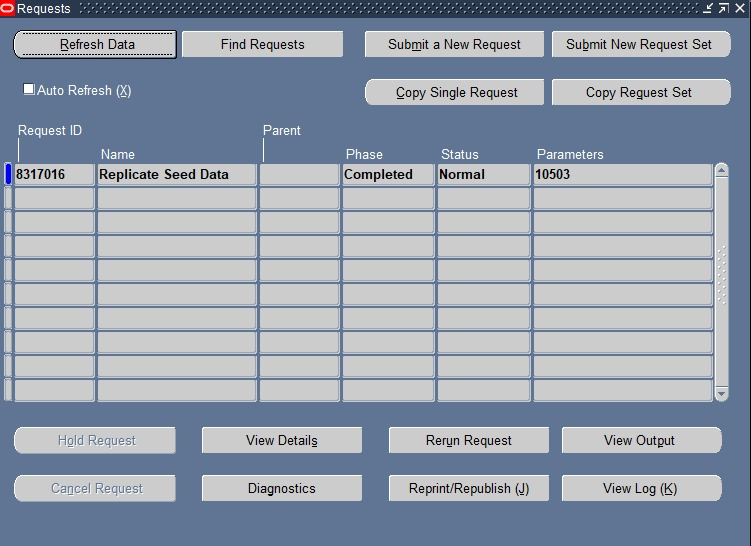 Requests
Refresh Data Find Requests Submit a New Request Submit New Request Set
Auto Refresh (X) Copy Single Request Copy Request Set
Request ID Parent
Name Phase Status Parameters
8317016 Replicate Seed Data Completed Normal 10503
Hold Request View Details Rerun Request View Output
Cancel Request Diagnostics Reprint/Republish (J) View Log (K)